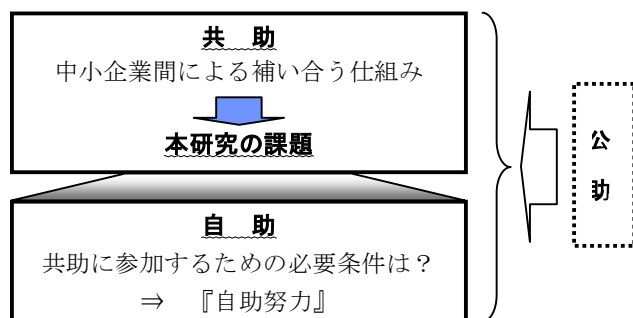 共　助
中小企業間による補い合う仕組み
本研究の課題
自　助
共助に参加するための必要条件は？
⇒　『自助努力』
公
助